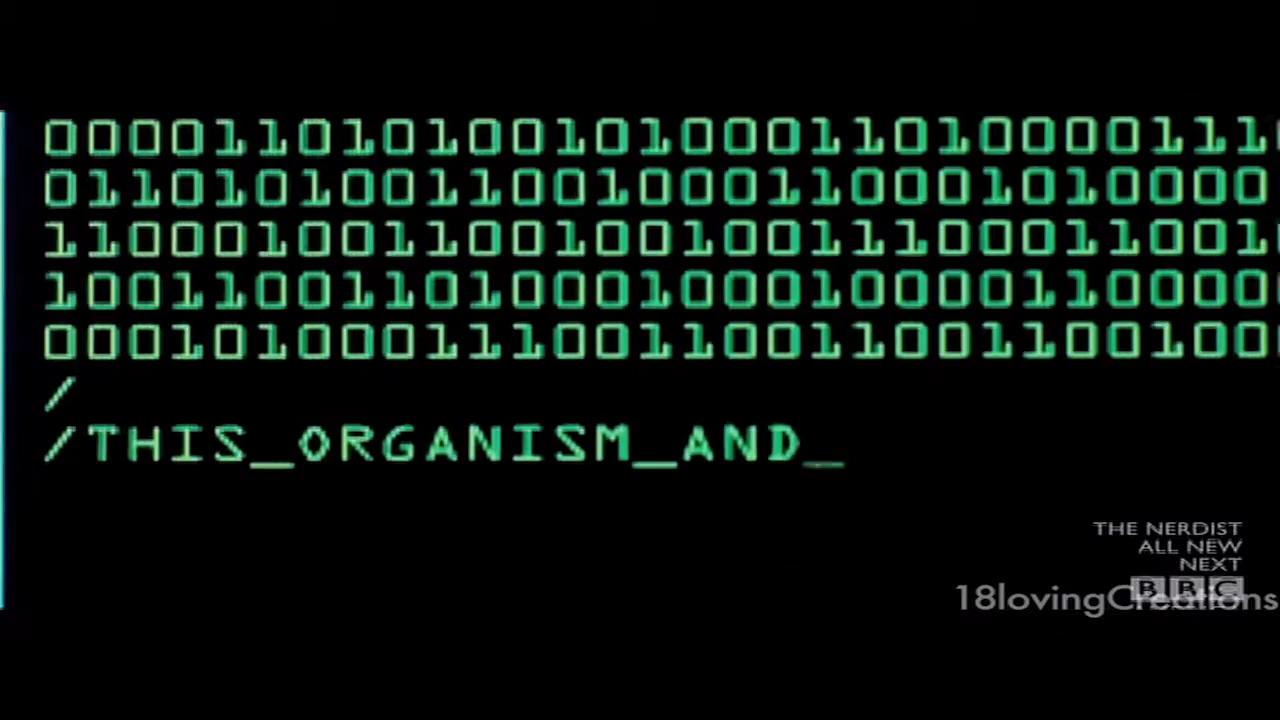 00001101010010100011010000111
01101010011001000110001010000
11000100110010010011100011001
10011001101000100010000110000
00010100011100110011001100100
/
/THIS_ORGANISM_AND_
THE NERDIST
ALL NEW
NEXT
BBC
18lovingCreations